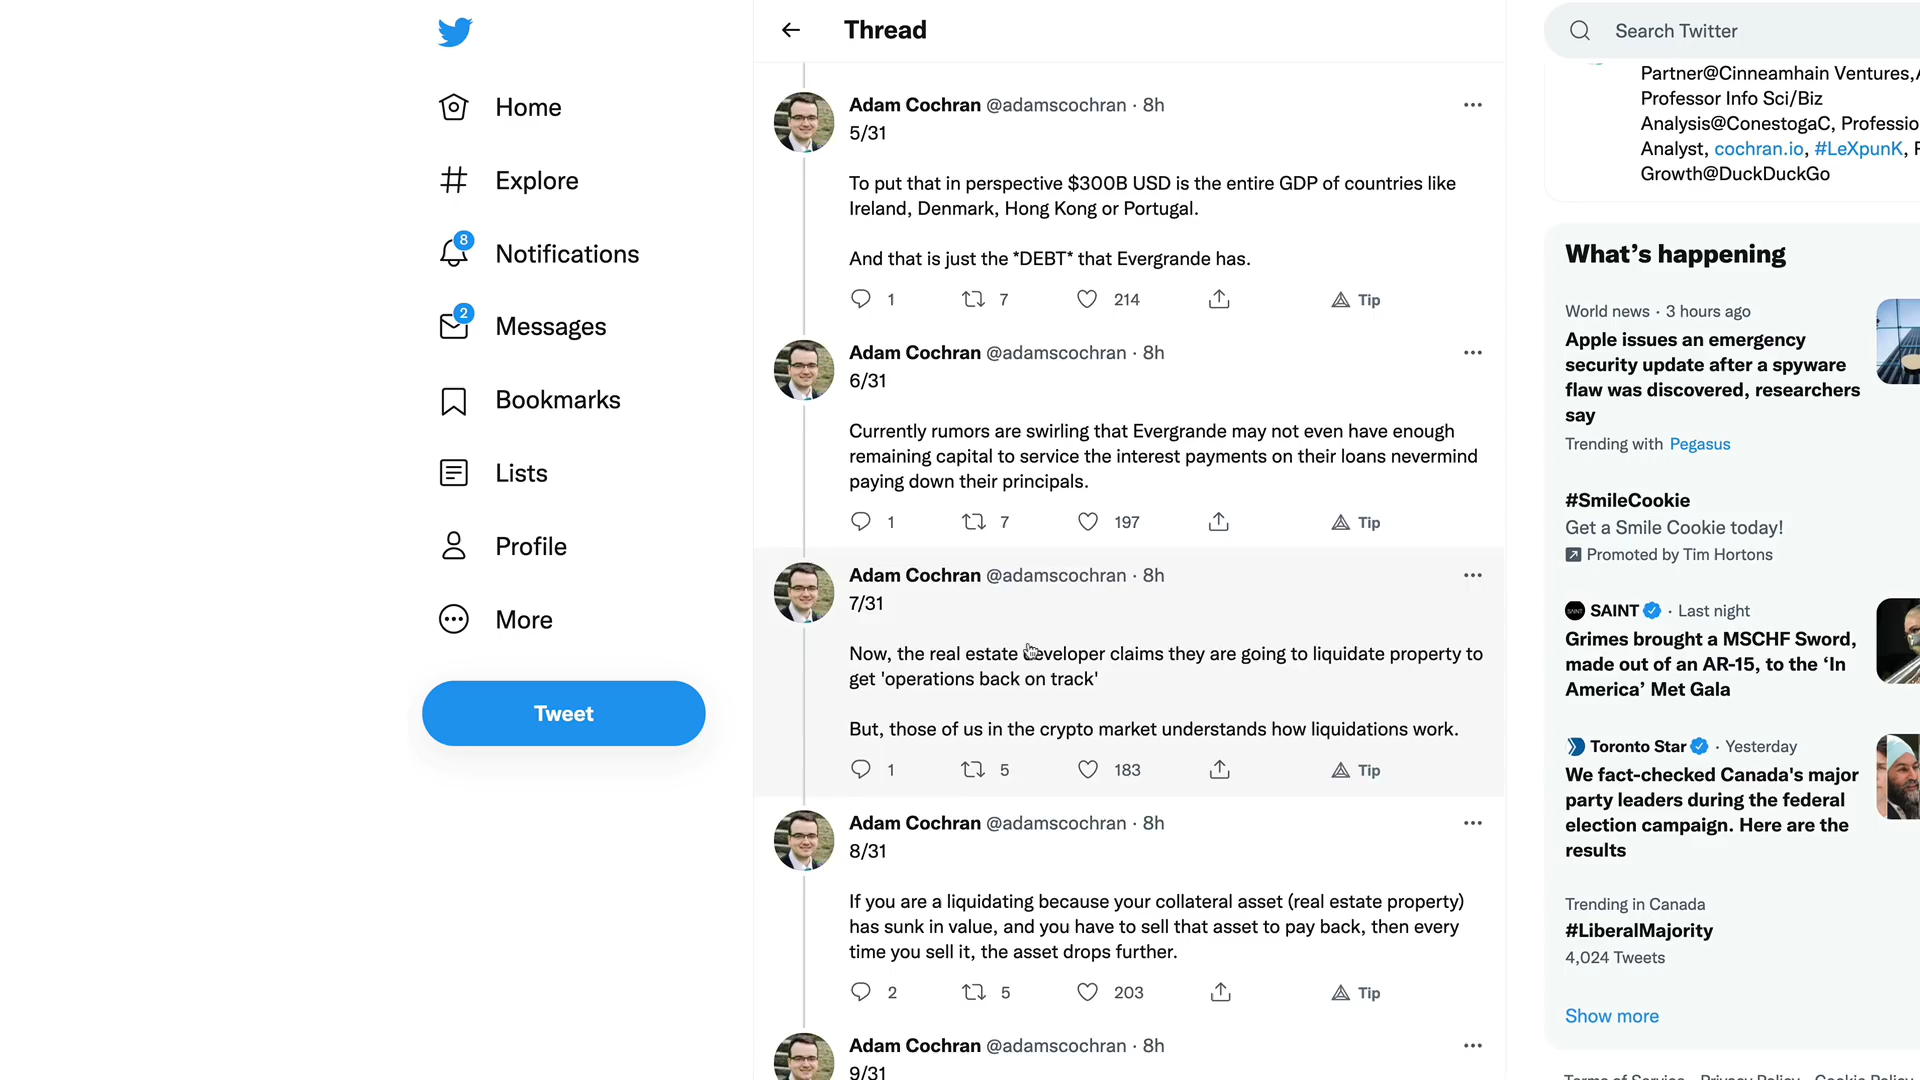 Home
Explore
8
Notifications
2
Messages
Bookmarks
Lists
Profile
More
Tweet
Thread
Adam Cochran @adamscochran · 8h
5/31
To put that in perspective $300B USD is the entire GDP of countries like
Ireland, Denmark, Hong Kong or Portugal.
And that is just the *DEBT* that Evergrande has.
1 7 214 Tip
Adam Cochran @adamscochran · 8h
6/31
Currently rumors are swirling that Evergrande may not even have enough
remaining capital to service the interest payments on their loans nevermind
paying down their principals.
1 7 197 Tip
Adam Cochran @adamscochran · 8h
7/31
Now, the real estate developer claims they are going to liquidate property to
get 'operations back on track'
But, those of us in the crypto market understands how liquidations work.
1 5 183 Tip
Adam Cochran @adamscochran · 8h
8/31
If you are a liquidating because your collateral asset (real estate property)
has sunk in value, and you have to sell that asset to pay back, then every
time you sell it, the asset drops further.
2 5 203 Tip
Adam Cochran @adamscochran · 8h
9/31
Search Twitter
Partner@Cinneamhain Ventures,
Professor Info Sci/Biz
Analysis@ConestogaC, Professio
Analyst, cochran.io, #LeXpunK,
Growth@DuckDuckGo
What's happening
World news · 3 hours ago
Apple issues an emergency
security update after a spyware
flaw was discovered, researchers
say
Trending with Pegasus
#SmileCookie
Get a Smile Cookie today!
Promoted by Tim Hortons
SAINT · Last night
Grimes brought a MSCHF Sword,
made out of an AR-15, to the ‘In
America’ Met Gala
Toronto Star · Yesterday
We fact-checked Canada's major
party leaders during the federal
election campaign. Here are the
results
Trending in Canada
#LiberalMajority
4,024 Tweets
Show more
Terms of Service Privacy Policy Cookie Policy